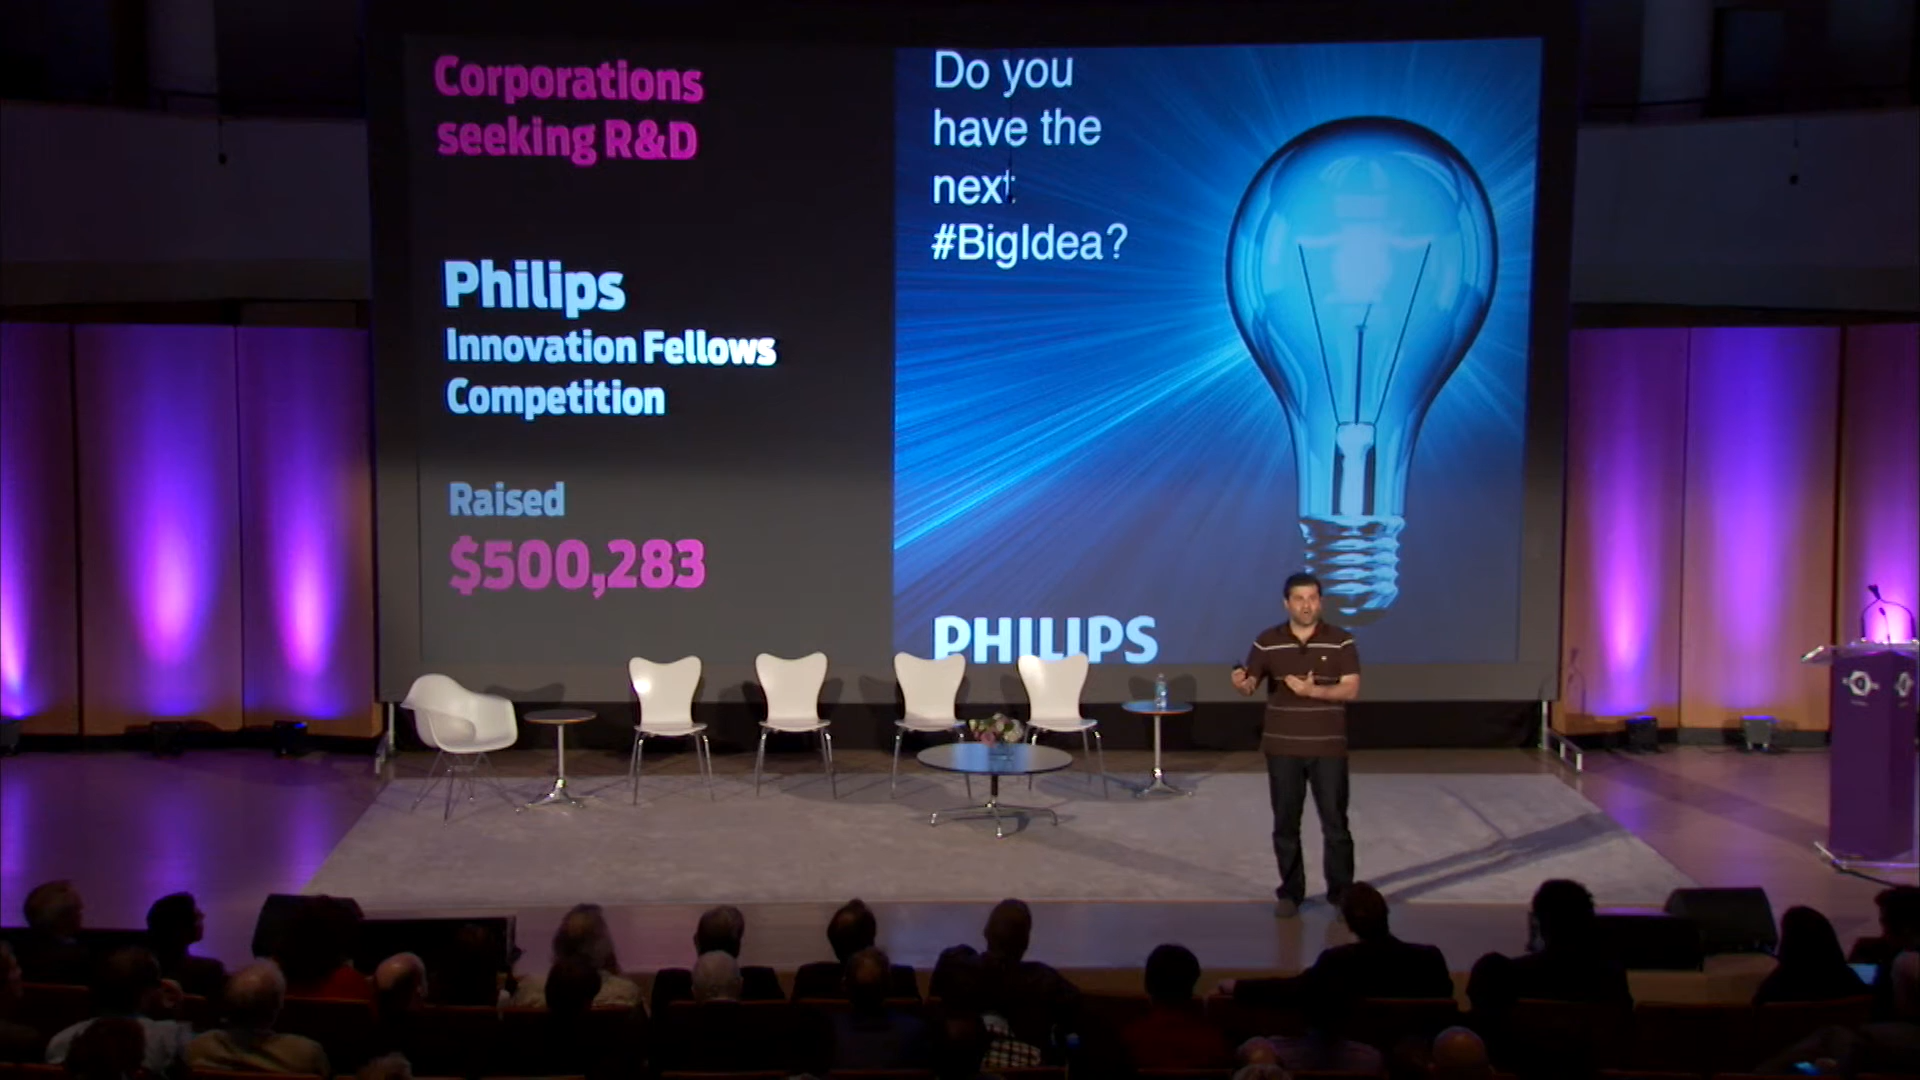 Corporations
seeking R&D
Philips
Innovation Fellows
Competition
Raised
$500,283
Do you
have the
next
#BigIdea?
PHILIPS